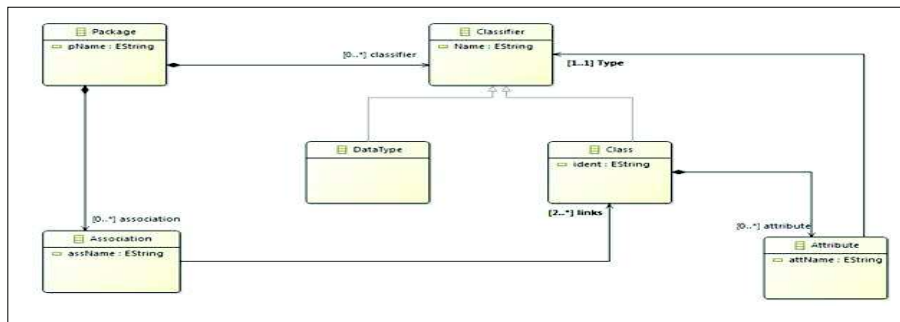 Package
pName : EString
Classifier
Name : EString
[0..*] classifier
[1..1] Type
DataType
Class
ident : EString
[0..*] association
[2..*] links
[0..*] attribute
Association
assName : EString
Attribute
attName : EString